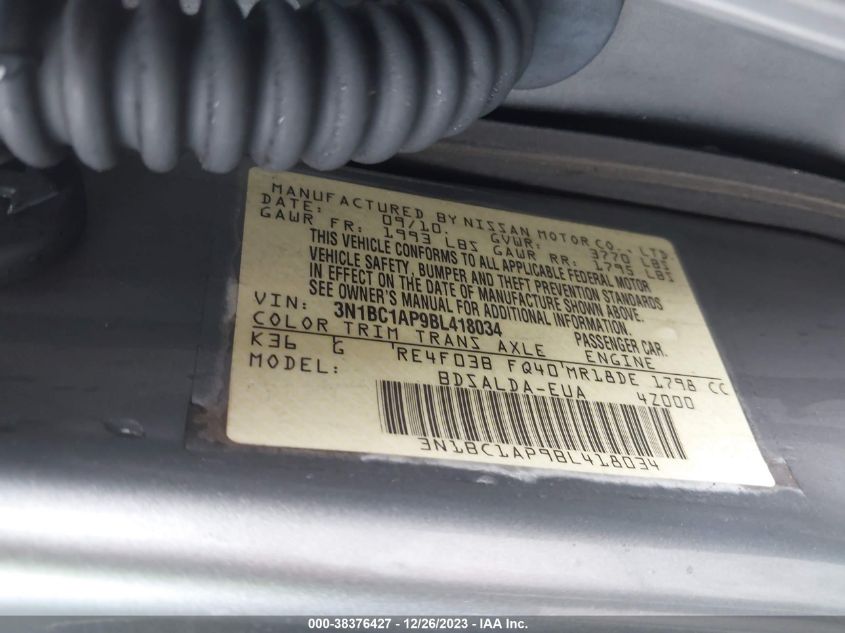 MANUFACTURED BY NISSAN MOTOR CO., LTD.
DATE: 09/10. GVWR: 3770 LBS
GAWR FR: 1993 LBS GAWR RR: 1795 LBS
THIS VEHICLE CONFORMS TO ALL APPLICABLE FEDERAL MOTOR
VEHICLE SAFETY, BUMPER AND THEFT PREVENTION STANDARDS
IN EFFECT ON THE DATE OF MANUFACTURE SHOWN ABOVE.
SEE OWNER'S MANUAL FOR ADDITIONAL INFORMATION.
VIN: 3N1BC1AP9BL418034 PASSENGER CAR.
COLOR TRIM TRANS AXLE ENGINE
K36 G RE4F03B FQ40 MR18DE 1798 CC
MODEL: BDSALDA-EUA 4Z000
3N1BC1AP9BL418034
000-38376427 - 12/26/2023 - IAA Inc.